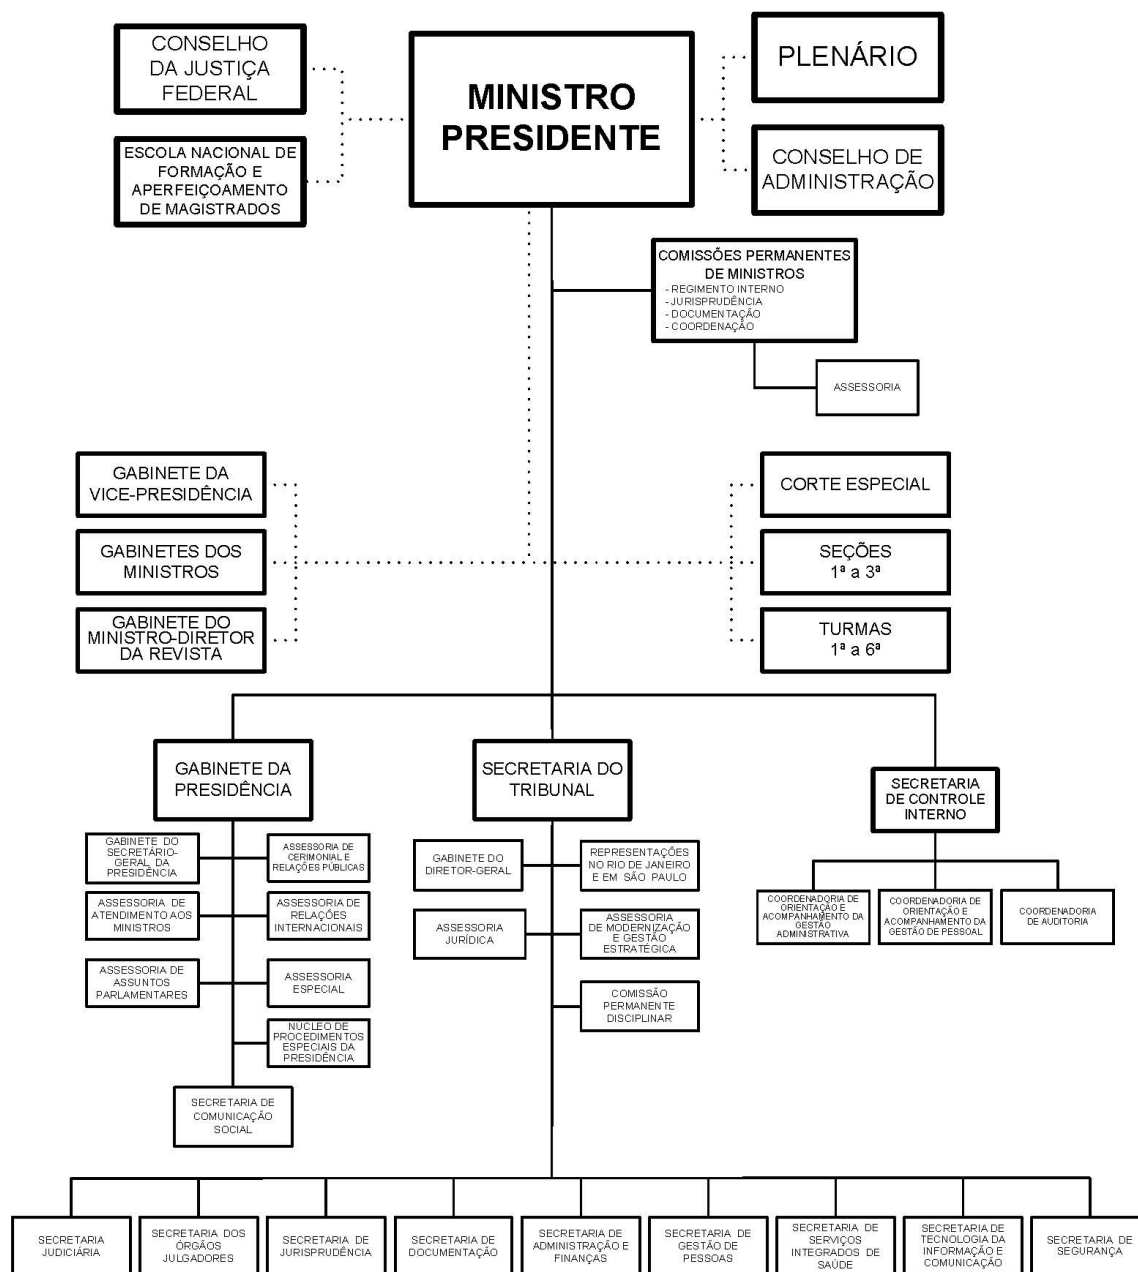 CONSELHO
DA JUSTIÇA
FEDERAL
ESCOLA NACIONAL DE
FORMAÇÃO E
APERFEIÇOAMENTO
DE MAGISTRADOS
MINISTRO
PRESIDENTE
PLENÁRIO
CONSELHO DE
ADMINISTRAÇÃO
COMISSÕES PERMANENTES
DE MINISTROS
- REGIMENTO INTERNO
- JURISPRUDÊNCIA
- DOCUMENTAÇÃO
- COORDENAÇÃO
ASSESSORIA
GABINETE DA
VICE-PRESIDÊNCIA
GABINETES DOS
MINISTROS
GABINETE DO
MINISTRO-DIRETOR
DA REVISTA
CORTE ESPECIAL
SEÇÕES
1ª a 3ª
TURMAS
1ª a 6ª
GABINETE DA
PRESIDÊNCIA
SECRETARIA DO
TRIBUNAL
SECRETARIA
DE CONTROLE
INTERNO
GABINETE DO
SECRETÁRIO-
GERAL DA
PRESIDÊNCIA
ASSESSORIA DE
CERIMONIAL E
RELAÇÕES PÚBLICAS
ASSESSORIA DE
ATENDIMENTO AOS
MINISTROS
ASSESSORIA DE
RELAÇÕES
INTERNACIONAIS
ASSESSORIA DE
ASSUNTOS
PARLAMENTARES
ASSESSORIA
ESPECIAL
NÚCLEO DE
PROCEDIMENTOS
ESPECIAIS DA
PRESIDÊNCIA
SECRETARIA DE
COMUNICAÇÃO
SOCIAL
GABINETE DO
DIRETOR-GERAL
REPRESENTAÇÕES
NO RIO DE JANEIRO
E EM SÃO PAULO
ASSESSORIA
JURÍDICA
ASSESSORIA
DE MODERNIZAÇÃO
E GESTÃO
ESTRATÉGICA
COMISSÃO
PERMANENTE
DISCIPLINAR
COORDENADORIA DE
ORIENTAÇÃO E
ACOMPANHAMENTO DA
GESTÃO
ADMINISTRATIVA
COORDENADORIA DE
ORIENTAÇÃO E
ACOMPANHAMENTO DA
GESTÃO DE PESSOAL
COORDENADORIA
DE AUDITORIA
SECRETARIA
JUDICIÁRIA
SECRETARIA DOS
ÓRGÃOS
JULGADORES
SECRETARIA DE
JURISPRUDÊNCIA
SECRETARIA DE
DOCUMENTAÇÃO
SECRETARIA DE
ADMINISTRAÇÃO E
FINANÇAS
SECRETARIA DE
GESTÃO DE
PESSOAS
SECRETARIA DE
SERVIÇOS
INTEGRADOS DE
SAÚDE
SECRETARIA DE
TECNOLOGIA DA
INFORMAÇÃO E
COMUNICAÇÃO
SECRETARIA DE
SEGURANÇA